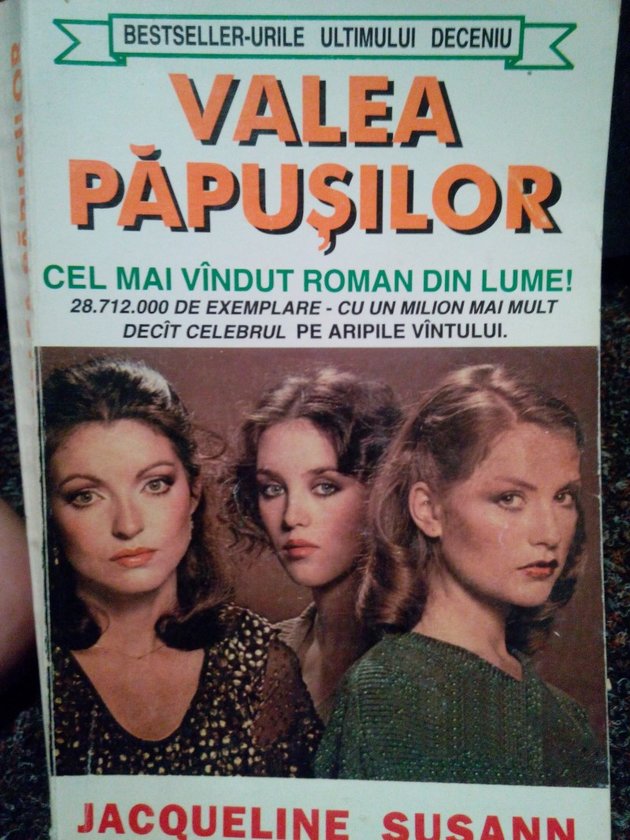 BESTSELLER-URILE ULTIMULUI DECENIU
VALEA
PĂPUȘILOR
CEL MAI VÎNDUT ROMAN DIN LUME!
28.712.000 DE EXEMPLARE - CU UN MILION MAI MULT
DECÎT CELEBRUL PE ARIPILE VÎNTULUI.
JACQUELINE SUSANN